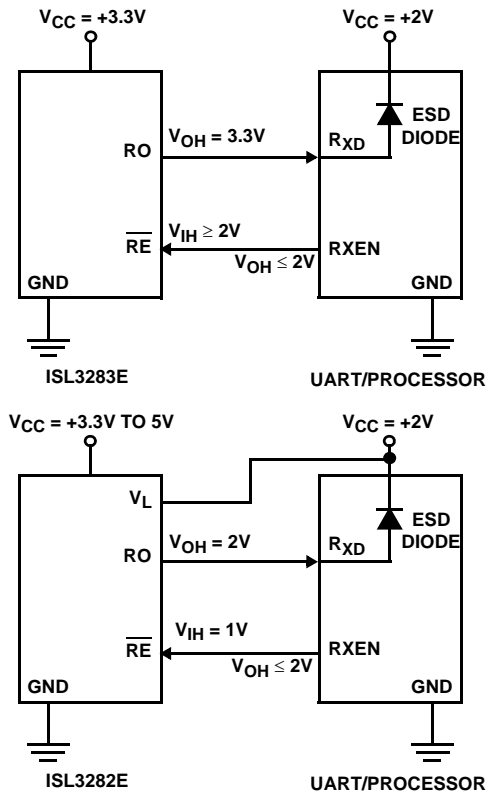 VCC = +3.3V
VCC = +2V
RO
VOH = 3.3V
RXD
ESD
DIODE
RE
VIH ≥ 2V
VOH ≤ 2V
RXEN
GND
GND
ISL3283E
UART/PROCESSOR
VCC = +3.3V TO 5V
VCC = +2V
VL
RO
VOH = 2V
RXD
ESD
DIODE
RE
VIH = 1V
VOH ≤ 2V
RXEN
GND
GND
ISL3282E
UART/PROCESSOR